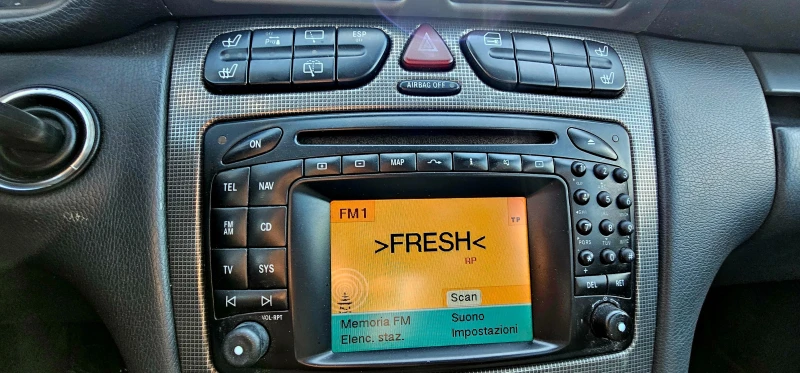 ESP
AIRBAG OFF
ON
MAP
TEL NAV
FM AM CD
TV SYS
VOL·RPT
DEL RET
FM1
TP
>FRESH<
RP
Scan
Memoria FM Suono
Elenc. staz. Impostazioni